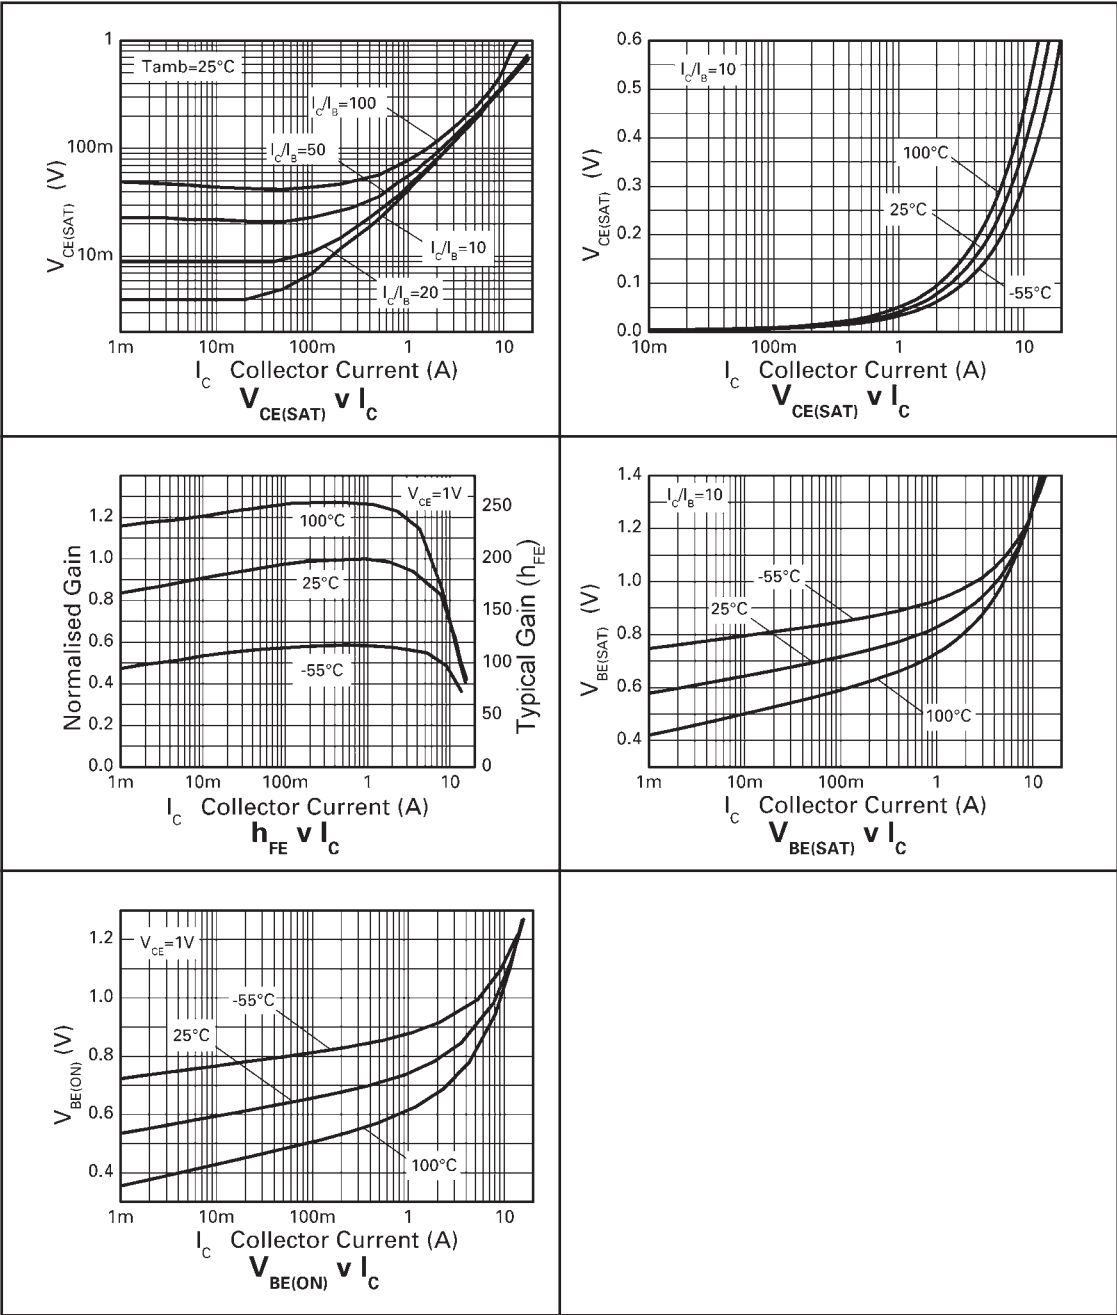 1
Tamb=25°C
IC/IB=100
100m
IC/IB=50
VCE(SAT) (V)
10m
IC/IB=10
IC/IB=20
1m 10m 100m 1 10
IC Collector Current (A)
VCE(SAT) v IC
0.6
IC/IB=10
0.5
0.4
100°C
0.3
VCE(SAT) (V)
25°C
0.2
0.1
-55°C
0.0
10m 100m 1 10
IC Collector Current (A)
VCE(SAT) v IC
VCE=1V
250
1.2
100°C
1.0
200
25°C
0.8
150
Normalised Gain
Typical Gain (hFE)
0.6
100
-55°C
0.4
50
0.2
0.0
0
1m 10m 100m 1 10
IC Collector Current (A)
hFE v IC
1.4
IC/IB=10
1.2
1.0
-55°C
25°C
0.8
VBE(SAT) (V)
0.6
100°C
0.4
1m 10m 100m 1 10
IC Collector Current (A)
VBE(SAT) v IC
1.2
VCE=1V
1.0
-55°C
25°C
0.8
VBE(ON) (V)
0.6
0.4
100°C
1m 10m 100m 1 10
IC Collector Current (A)
VBE(ON) v IC